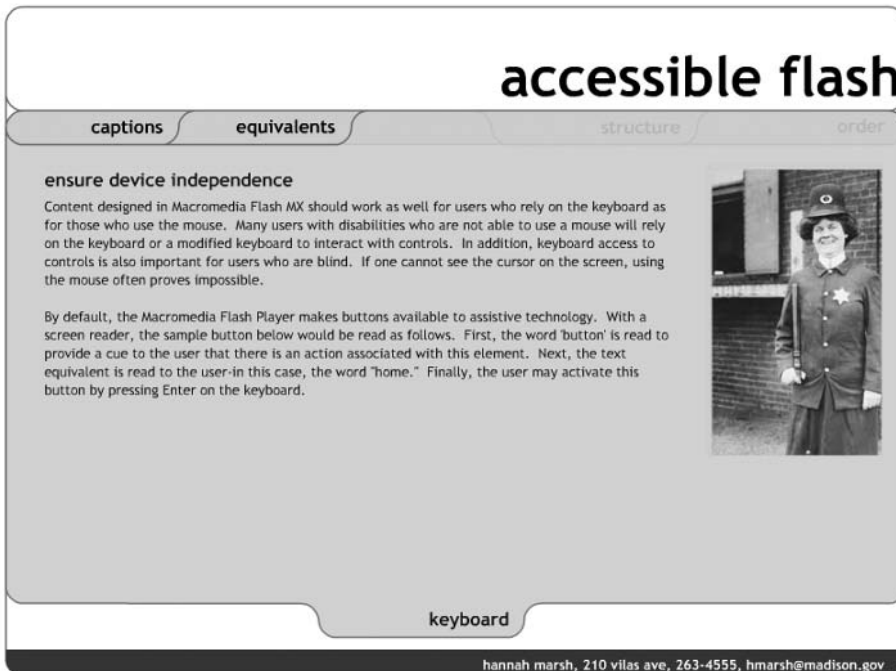 accessible flash
captions equivalents structure order
ensure device independence
Content designed in Macromedia Flash MX should work as well for users who rely on the keyboard as
for those who use the mouse. Many users with disabilities who are not able to use a mouse will rely
on the keyboard or a modified keyboard to interact with controls. In addition, keyboard access to
controls is also important for users who are blind. If one cannot see the cursor on the screen, using
the mouse often proves impossible.
By default, the Macromedia Flash Player makes buttons available to assistive technology. With a
screen reader, the sample button below would be read as follows. First, the word 'button' is read to
provide a cue to the user that there is an action associated with this element. Next, the text
equivalent is read to the user-in this case, the word "home." Finally, the user may activate this
button by pressing Enter on the keyboard.
keyboard
hannah marsh, 210 vilas ave, 263-4555, hmarsh@madison.gov